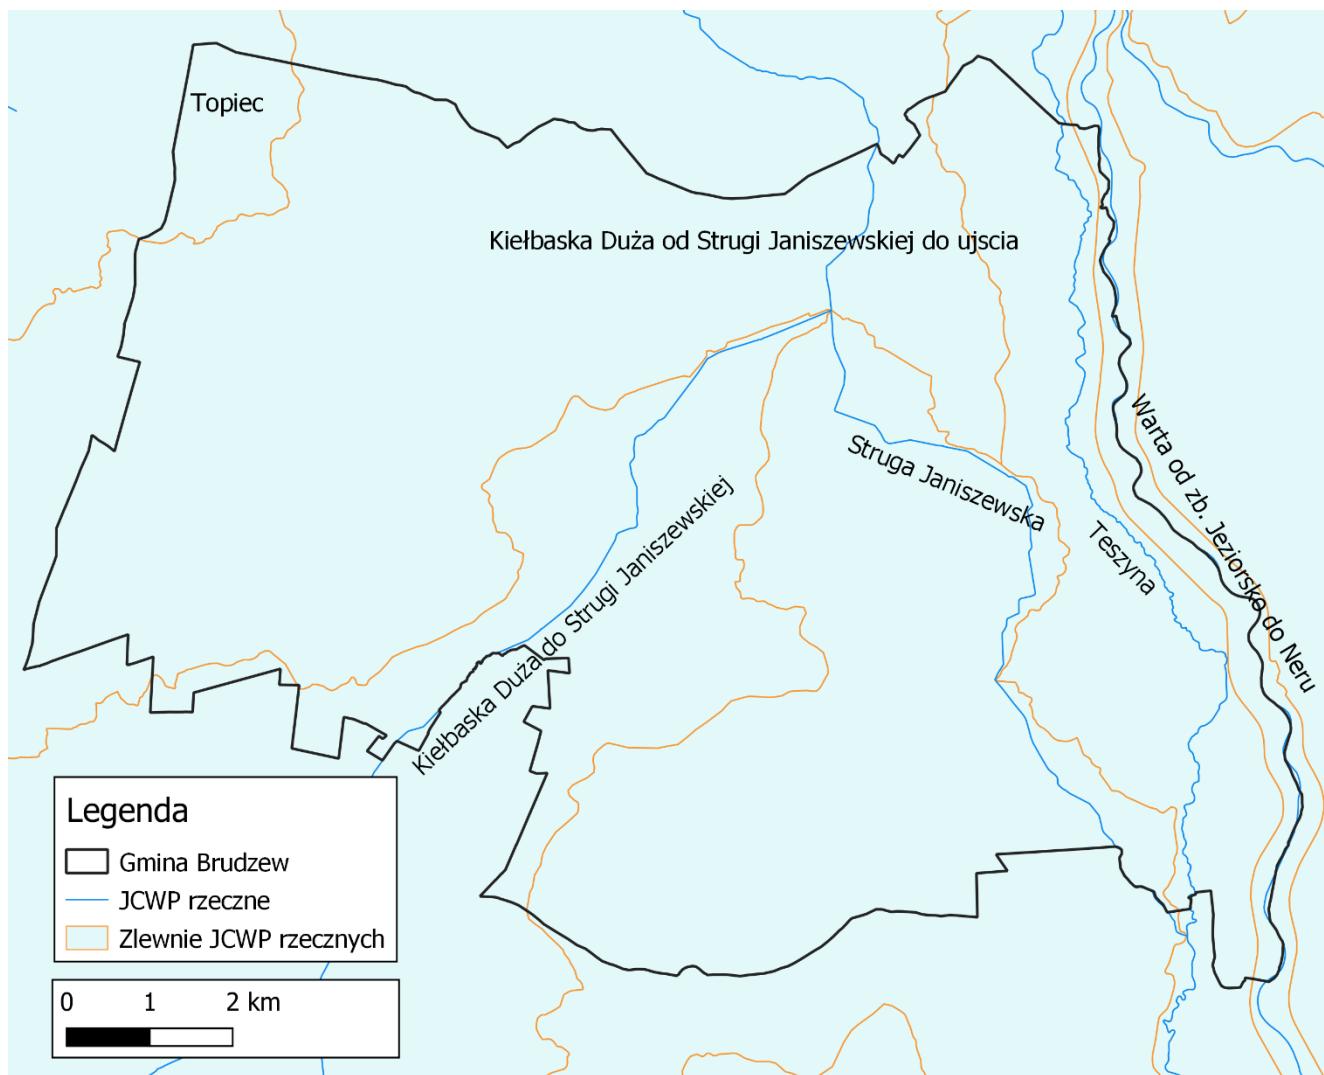 Topiec
Kiełbaska Duża od Strugi Janiszewskiej do ujscia
Warta od zb. Jeziorsko do Neru
Struga Janiszewska
Teszyna
Kiełbaska Duża do Strugi Janiszewskiej
Legenda
Gmina Brudzew
JCWP rzeczne
Zlewnie JCWP rzecznych
0 1 2 km